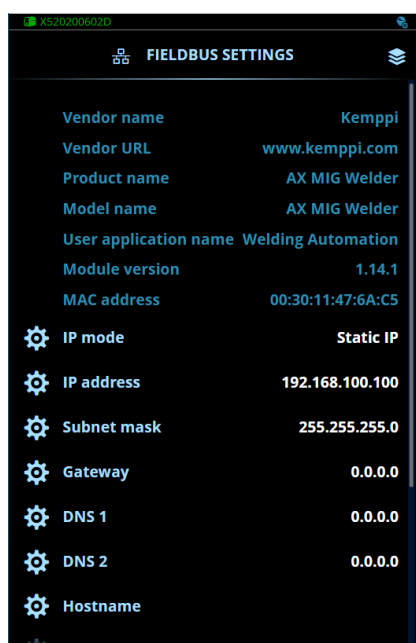 X520200602D
FIELDBUS SETTINGS
Vendor name Kemppi
Vendor URL www.kemppi.com
Product name AX MIG Welder
Model name AX MIG Welder
User application name Welding Automation
Module version 1.14.1
MAC address 00:30:11:47:6A:C5
IP mode Static IP
IP address 192.168.100.100
Subnet mask 255.255.255.0
Gateway 0.0.0.0
DNS 1 0.0.0.0
DNS 2 0.0.0.0
Hostname